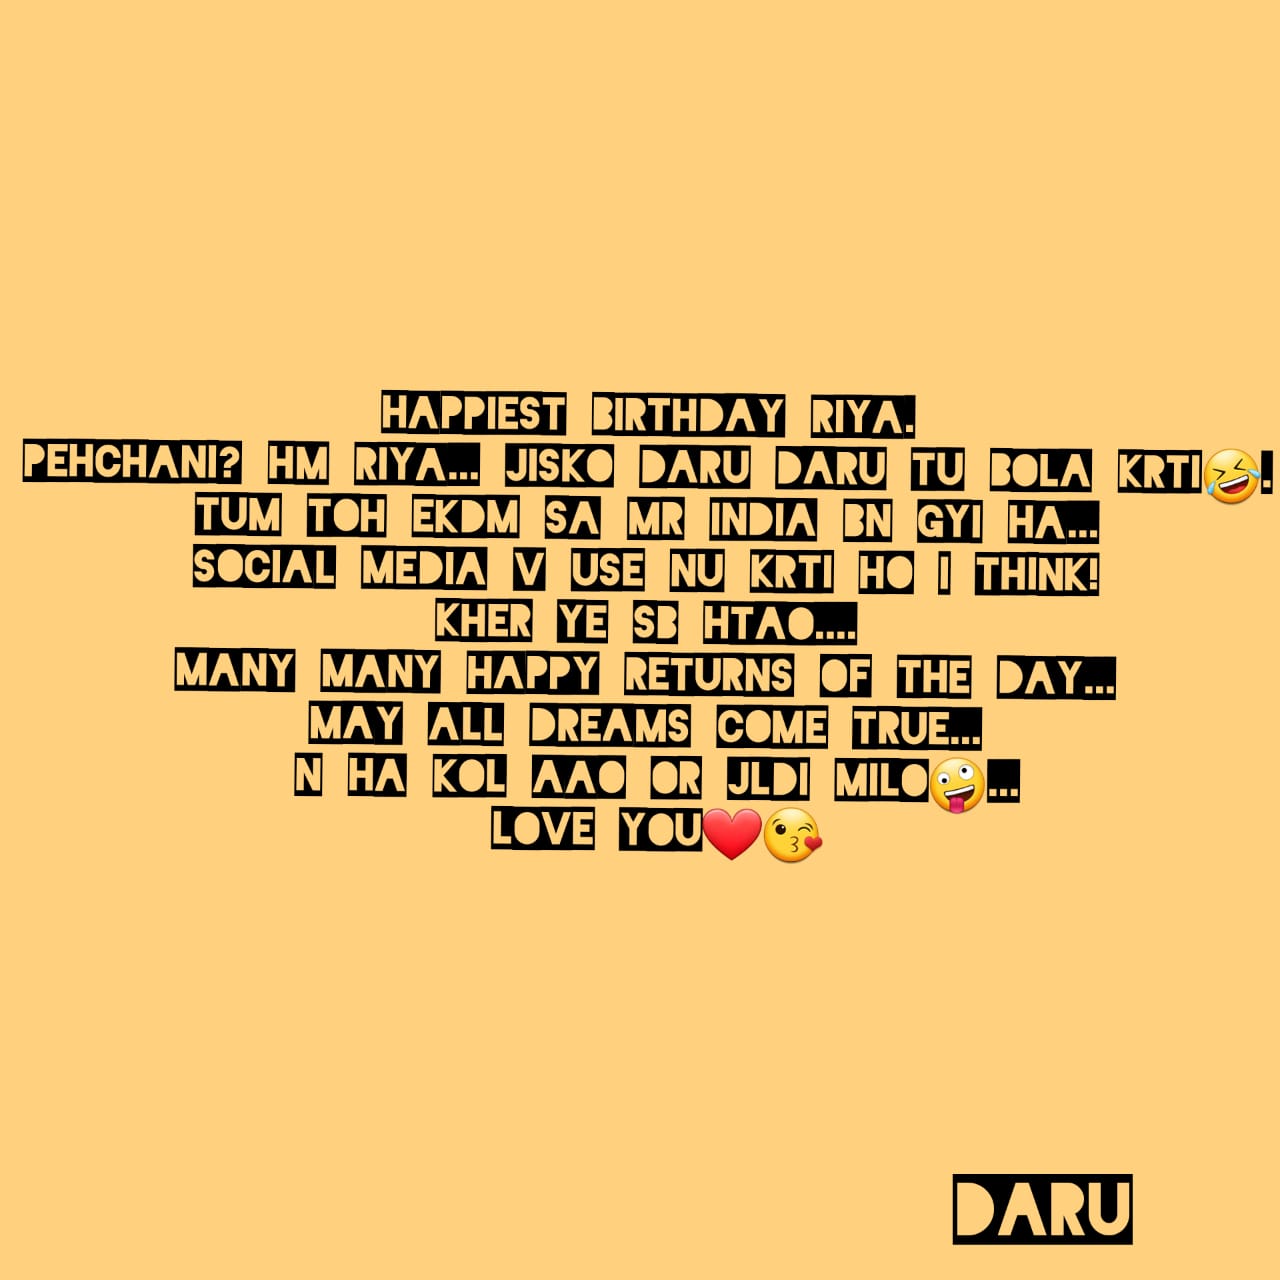 HAPPIEST BIRTHDAY RIYA.
PEHCHANI? HM RIYA... JISKO DARU DARU TU BOLA KRTI🤣.
TUM TOH EKDM SA MR INDIA BN GYI HA...
SOCIAL MEDIA V USE NU KRTI HO I THINK!
KHER YE SB HTAO....
MANY MANY HAPPY RETURNS OF THE DAY...
MAY ALL DREAMS COME TRUE...
N HA KOL AAO OR JLDI MILO🤪...
LOVE YOU❤😘
DARU